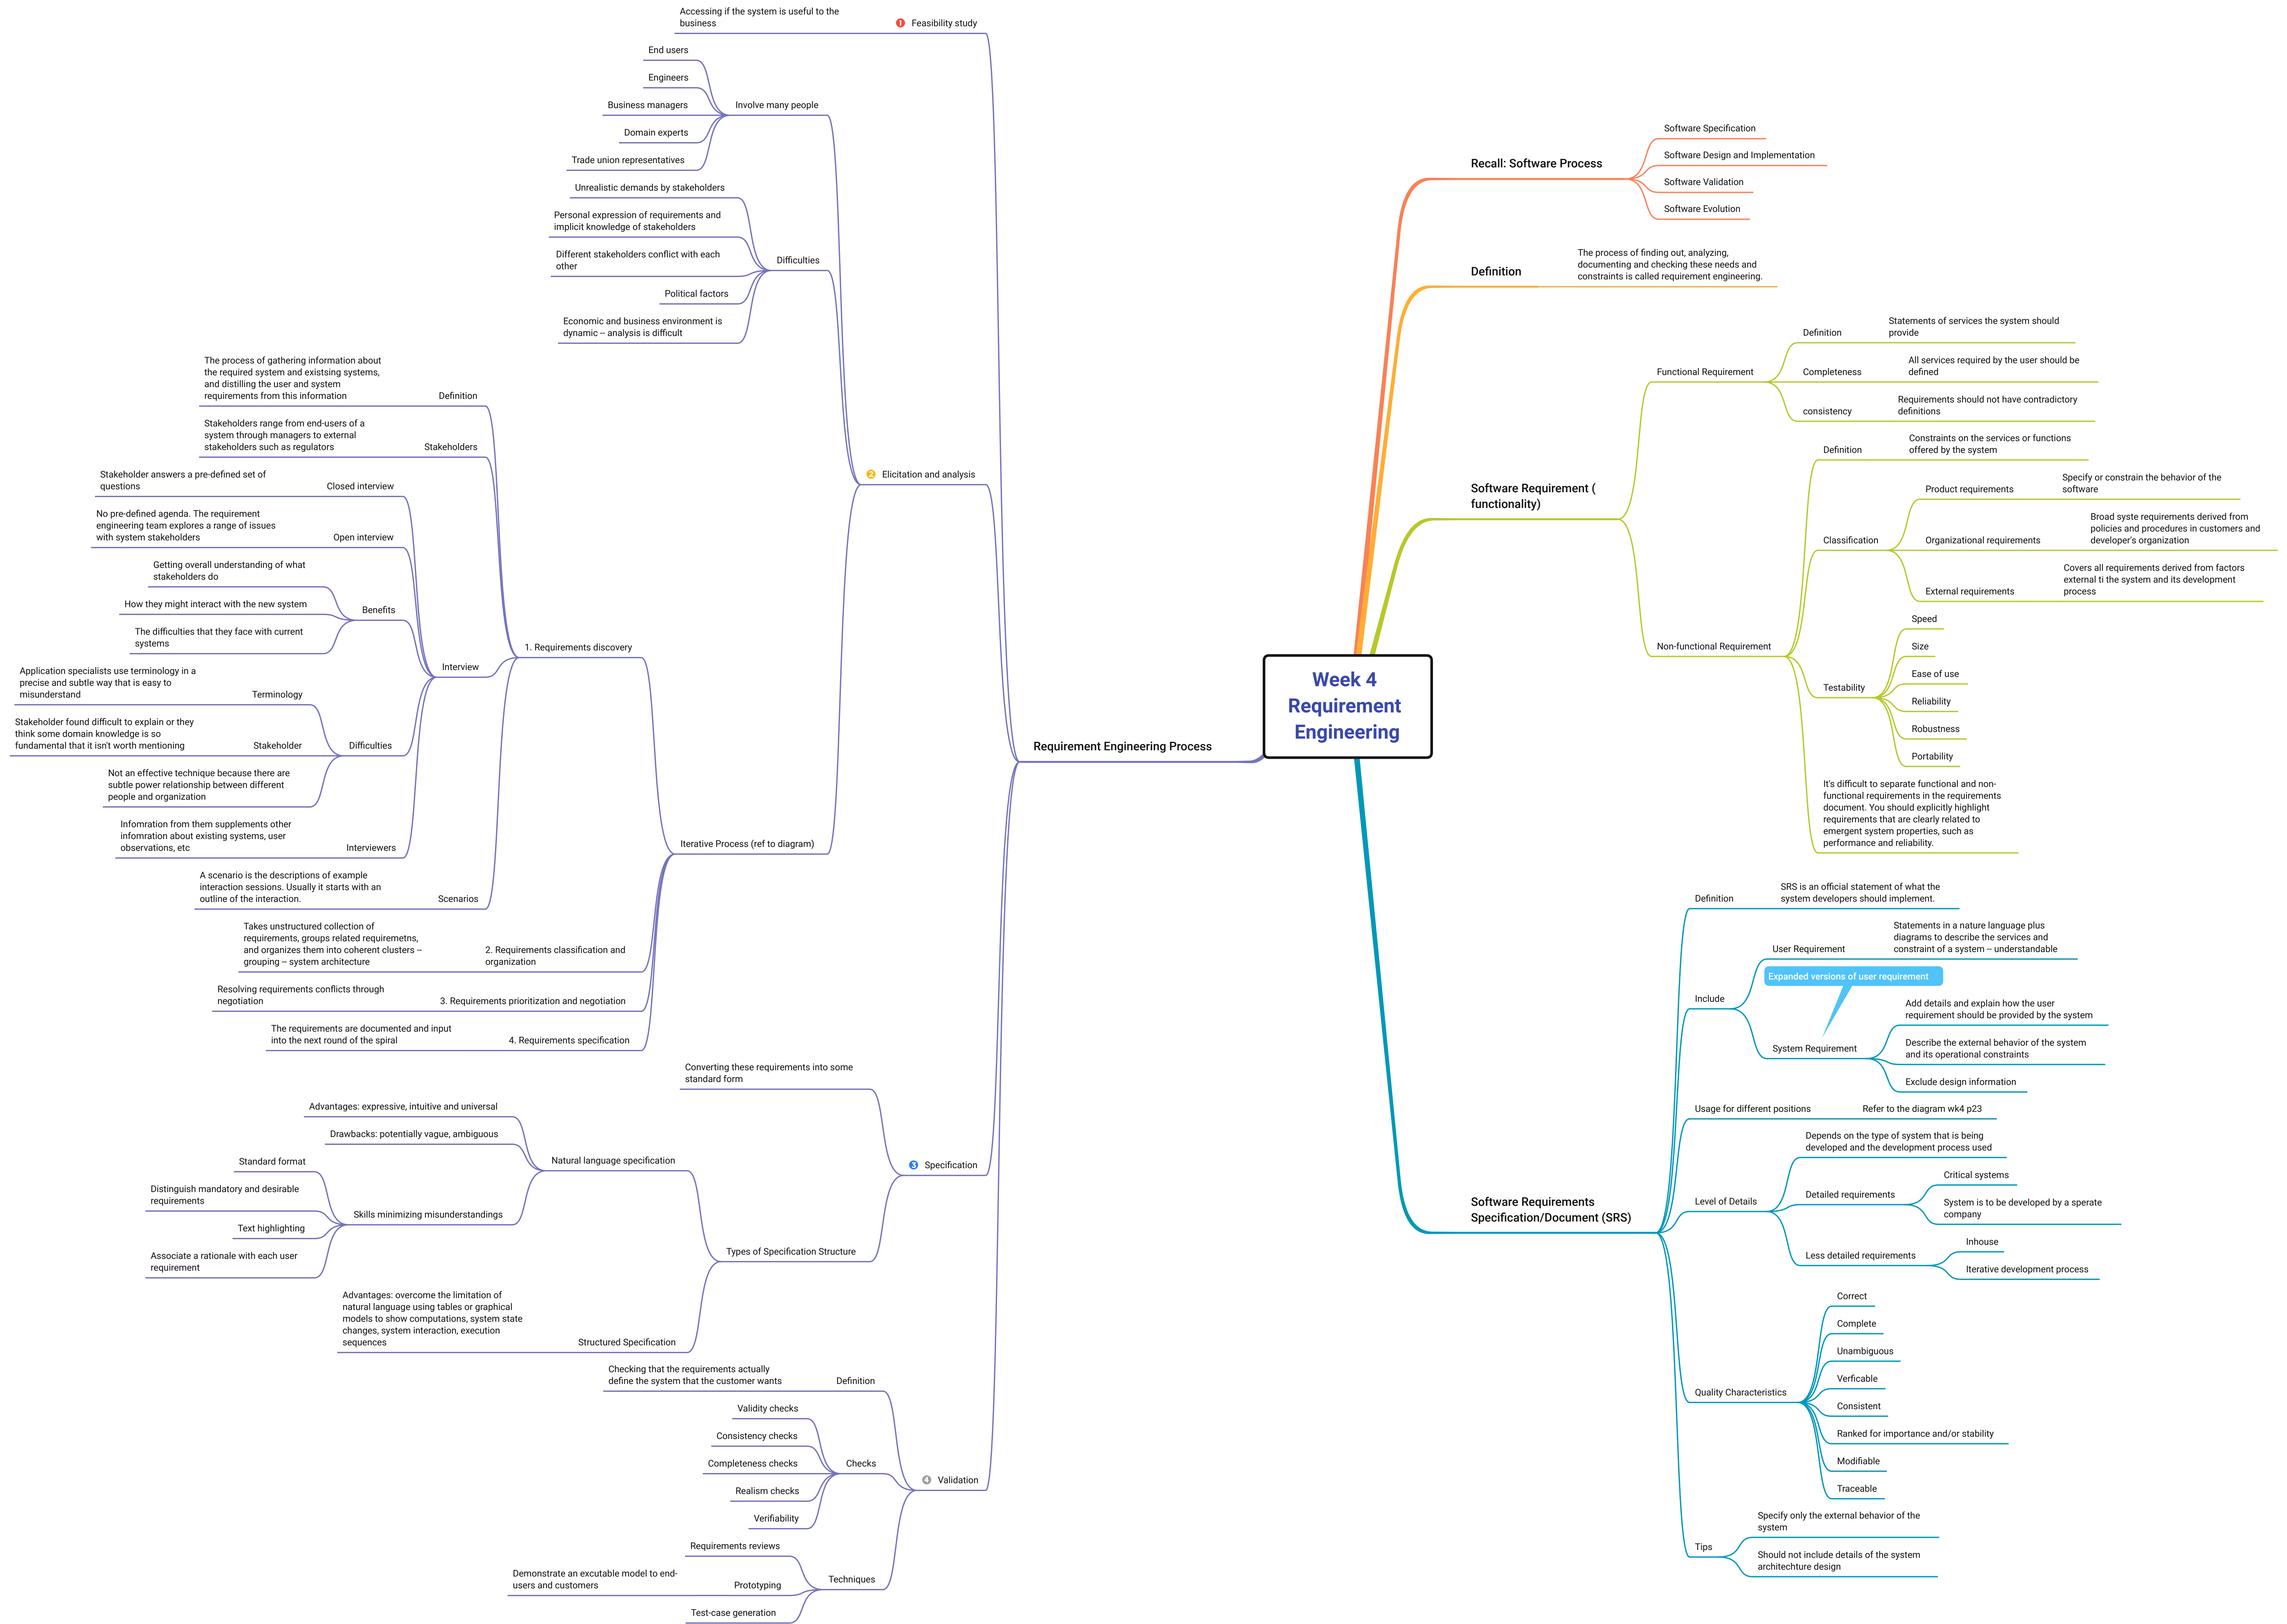 Week 4
Requirement
Engineering
Recall: Software Process
Software Specification
Software Design and Implementation
Software Validation
Software Evolution
Definition
The process of finding out, analyzing,
documenting and checking these needs and
constraints is called requirement engineering.
Software Requirement (
functionality)
Functional Requirement
Definition
Statements of services the system should
provide
Completeness
All services required by the user should be
defined
consistency
Requirements should not have contradictory
definitions
Non-functional Requirement
Definition
Constraints on the services or functions
offered by the system
Classification
Product requirements
Specify or constrain the behavior of the
software
Organizational requirements
Broad syste requirements derived from
policies and procedures in customers and
developer's organization
External requirements
Covers all requirements derived from factors
external ti the system and its development
process
Testability
Speed
Size
Ease of use
Reliability
Robustness
Portability
It's difficult to separate functional and non-
functional requirements in the requirements
document. You should explicitly highlight
requirements that are clearly related to
emergent system properties, such as
performance and reliability.
Software Requirements
Specification/Document (SRS)
Definition
SRS is an official statement of what the
system developers should implement.
Include
User Requirement
Statements in a nature language plus
diagrams to describe the services and
constraint of a system -- understandable
Expanded versions of user requirement
System Requirement
Add details and explain how the user
requirement should be provided by the system
Describe the external behavior of the system
and its operational constraints
Exclude design information
Usage for different positions
Refer to the diagram wk4 p23
Level of Details
Depends on the type of system that is being
developed and the development process used
Detailed requirements
Critical systems
System is to be developed by a sperate
company
Less detailed requirements
Inhouse
Iterative development process
Quality Characteristics
Correct
Complete
Unambiguous
Verficable
Consistent
Ranked for importance and/or stability
Modifiable
Traceable
Tips
Specify only the external behavior of the
system
Should not include details of the system
architechture design
Requirement Engineering Process
1 Feasibility study
Accessing if the system is useful to the
business
2 Elicitation and analysis
Involve many people
End users
Engineers
Business managers
Domain experts
Trade union representatives
Difficulties
Unrealistic demands by stakeholders
Personal expression of requirements and
implicit knowledge of stakeholders
Different stakeholders conflict with each
other
Political factors
Economic and business environment is
dynamic -- analysis is difficult
Iterative Process (ref to diagram)
1. Requirements discovery
Definition
The process of gathering information about
the required system and existsing systems,
and distilling the user and system
requirements from this information
Stakeholders
Stakeholders range from end-users of a
system through managers to external
stakeholders such as regulators
Interview
Closed interview
Stakeholder answers a pre-defined set of
questions
Open interview
No pre-defined agenda. The requirement
engineering team explores a range of issues
with system stakeholders
Benefits
Getting overall understanding of what
stakeholders do
How they might interact with the new system
The difficulties that they face with current
systems
Difficulties
Terminology
Application specialists use terminology in a
precise and subtle way that is easy to
misunderstand
Stakeholder
Stakeholder found difficult to explain or they
think some domain knowledge is so
fundamental that it isn't worth mentioning
Not an effective technique because there are
subtle power relationship between different
people and organization
Interviewers
Infomration from them supplements other
infomration about existing systems, user
observations, etc
Scenarios
A scenario is the descriptions of example
interaction sessions. Usually it starts with an
outline of the interaction.
2. Requirements classification and
organization
Takes unstructured collection of
requirements, groups related requiremetns,
and organizes them into coherent clusters --
grouping -- system architecture
3. Requirements prioritization and negotiation
Resolving requirements conflicts through
negotiation
4. Requirements specification
The requirements are documented and input
into the next round of the spiral
3 Specification
Converting these requirements into some
standard form
Types of Specification Structure
Natural language specification
Advantages: expressive, intuitive and universal
Drawbacks: potentially vague, ambiguous
Skills minimizing misunderstandings
Standard format
Distinguish mandatory and desirable
requirements
Text highlighting
Associate a rationale with each user
requirement
Structured Specification
Advantages: overcome the limitation of
natural language using tables or graphical
models to show computations, system state
changes, system interaction, execution
sequences
4 Validation
Definition
Checking that the requirements actually
define the system that the customer wants
Checks
Validity checks
Consistency checks
Completeness checks
Realism checks
Verifiability
Techniques
Requirements reviews
Prototyping
Demonstrate an excutable model to end-
users and customers
Test-case generation